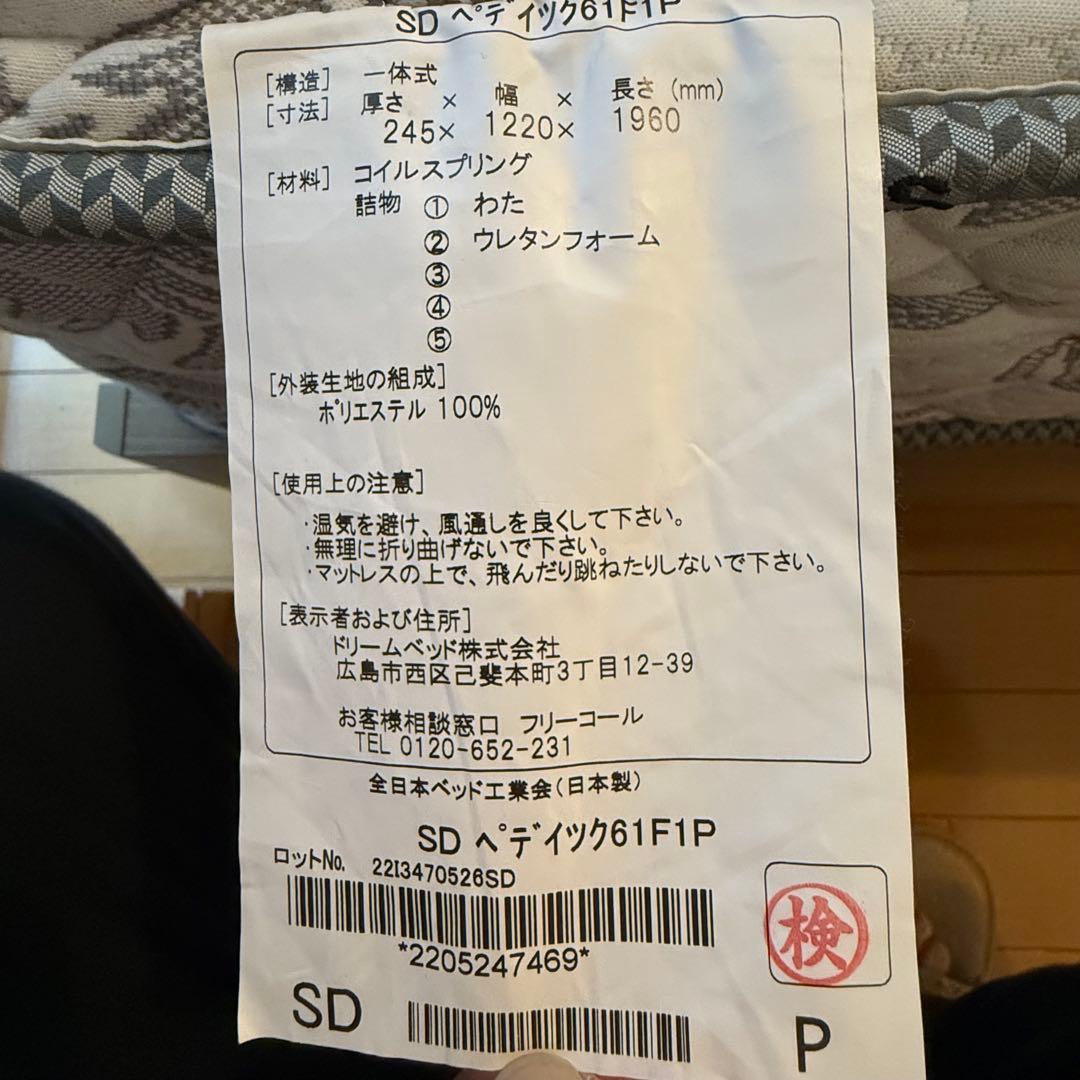 SD ペデイツク61F1P
[構造] 一体式
[寸法] 厚さ × 幅 × 長さ (mm)
245× 1220× 1960
[材料] コイルスプリング
詰物 ① わた
② ウレタンフォーム
③
④
⑤
[外装生地の組成]
ポリエステル 100%
[使用上の注意]
・湿気を避け、風通しを良くして下さい。
・無理に折り曲げないで下さい。
・マットレスの上で、飛んだり跳ねたりしないで下さい。
[表示者および住所]
ドリームベッド株式会社
広島市西区己斐本町3丁目12-39
お客様相談窓口 フリーコール
TEL 0120-652-231
全日本ベッド工業会(日本製)
SD ペデイツク61F1P
ロットNo. 22I3470526SD
*2205247469*
検
SD P